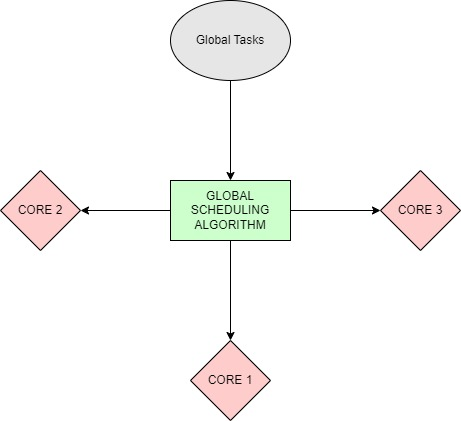 Global Tasks
GLOBAL
SCHEDULING
ALGORITHM
CORE 2
CORE 3
CORE 1